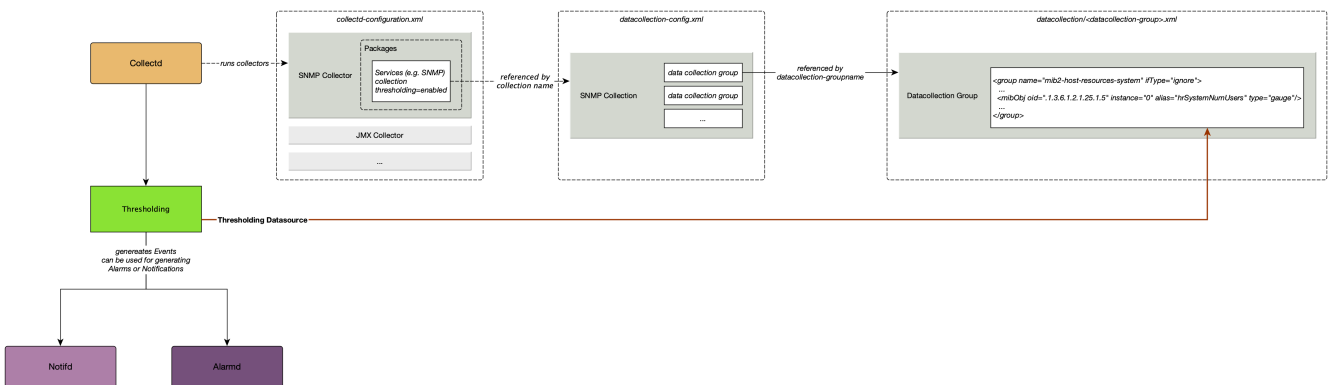 collectd-configuration.xml
datacollection-config.xml
datacollection/<datacollection-group>.xml
Collectd
runs collectors
SNMP Collector
Packages
Services (e.g. SNMP)
collection
thresholding=enabled
JMX Collector
...
referenced by
collection name
SNMP Collection
data collection group
data collection group
...
referenced by
datacollection-groupname
Datacollection Group
<group name="mib2-host-resources-system" ifType="ignore">
...
<mibObj oid=".1.3.6.1.2.1.25.1.5" instance="0" alias="hrSystemNumUsers" type="gauge"/>
...
</group>
Thresholding
Thresholding Datasource
genereates Events
can be used for generating
Alarms or Notifications
Notifd
Alarmd